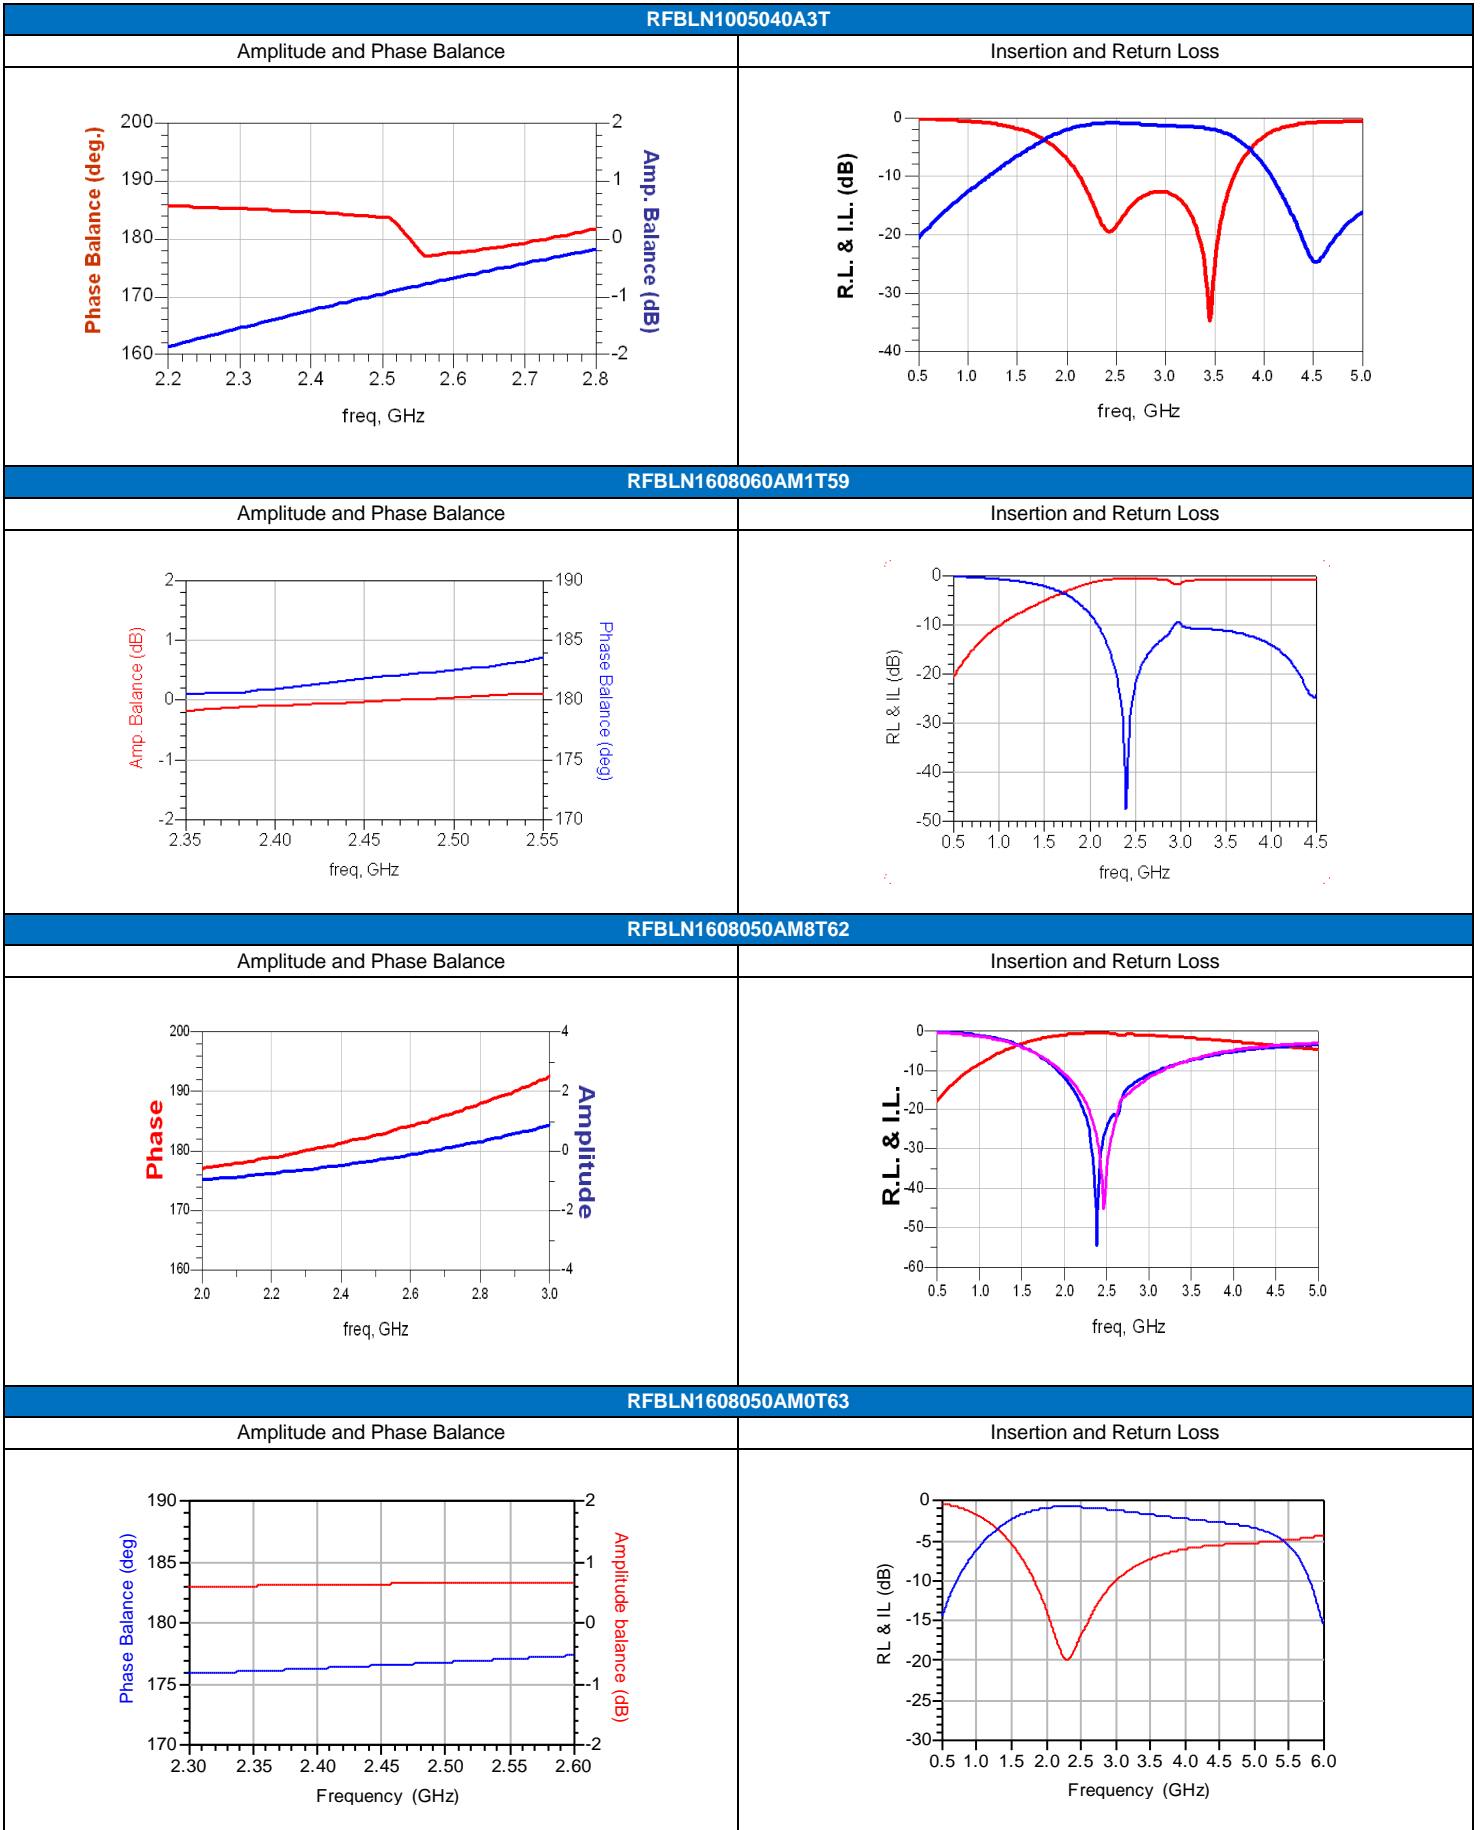 RFBLN1005040A3T
Amplitude and Phase Balance
Insertion and Return Loss
Phase Balance (deg.)
200
190
180
170
160
2
1
0
-1
-2
Amp. Balance (dB)
2.2 2.3 2.4 2.5 2.6 2.7 2.8
freq, GHz
R.L. & I.L. (dB)
0
-10
-20
-30
-40
0.5 1.0 1.5 2.0 2.5 3.0 3.5 4.0 4.5 5.0
freq, GHz
RFBLN1608060AM1T59
Amplitude and Phase Balance
Insertion and Return Loss
Amp. Balance (dB)
2
1
0
-1
-2
190
185
180
175
170
Phase Balance (deg)
2.35 2.40 2.45 2.50 2.55
freq, GHz
RL & IL (dB)
0
-10
-20
-30
-40
-50
0.5 1.0 1.5 2.0 2.5 3.0 3.5 4.0 4.5
freq, GHz
RFBLN1608050AM8T62
Amplitude and Phase Balance
Insertion and Return Loss
Phase
200
190
180
170
160
4
2
0
-2
-4
Amplitude
2.0 2.2 2.4 2.6 2.8 3.0
freq, GHz
R.L. & I.L.
0
-10
-20
-30
-40
-50
-60
0.5 1.0 1.5 2.0 2.5 3.0 3.5 4.0 4.5 5.0
freq, GHz
RFBLN1608050AM0T63
Amplitude and Phase Balance
Insertion and Return Loss
Phase Balance (deg)
190
185
180
175
170
2
1
0
-1
-2
Amplitude balance (dB)
2.30 2.35 2.40 2.45 2.50 2.55 2.60
Frequency (GHz)
RL & IL (dB)
0
-5
-10
-15
-20
-25
-30
0.5 1.0 1.5 2.0 2.5 3.0 3.5 4.0 4.5 5.0 5.5 6.0
Frequency (GHz)